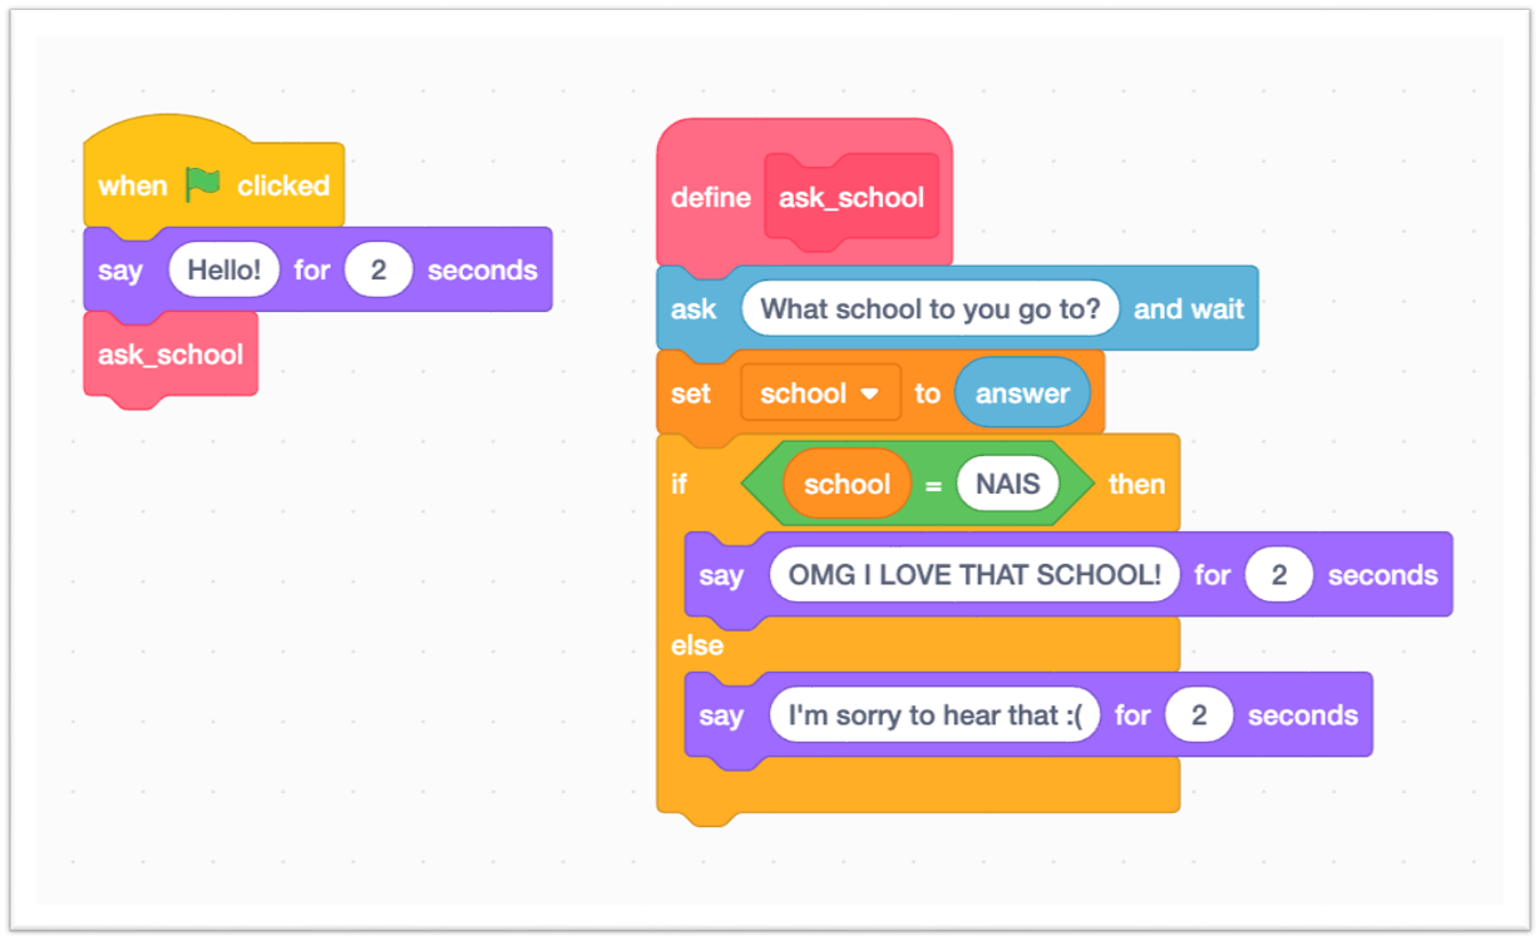 when clicked
say Hello! for 2 seconds
ask_school
define ask_school
ask What school to you go to? and wait
set school to answer
if school = NAIS then
say OMG I LOVE THAT SCHOOL! for 2 seconds
else
say I'm sorry to hear that :( for 2 seconds